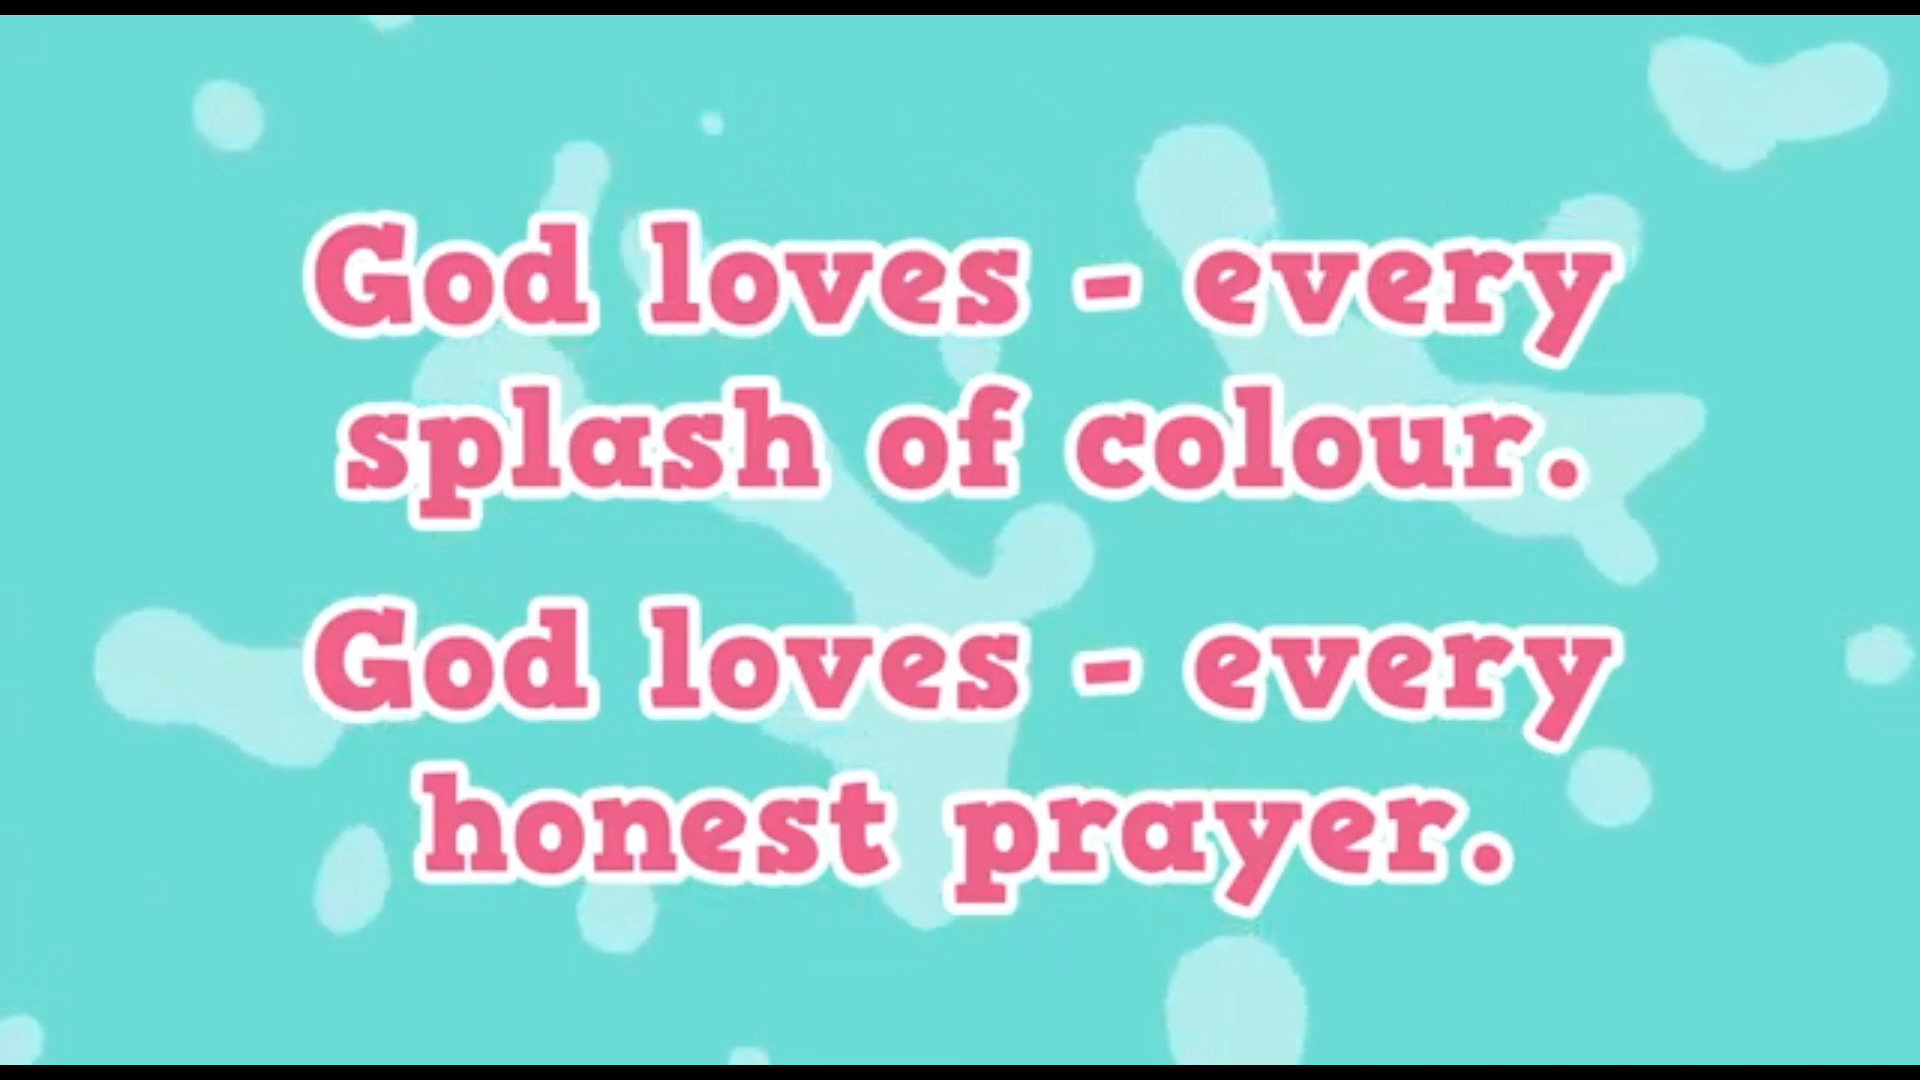 God loves - every
splash of colour.
God loves - every
honest prayer.